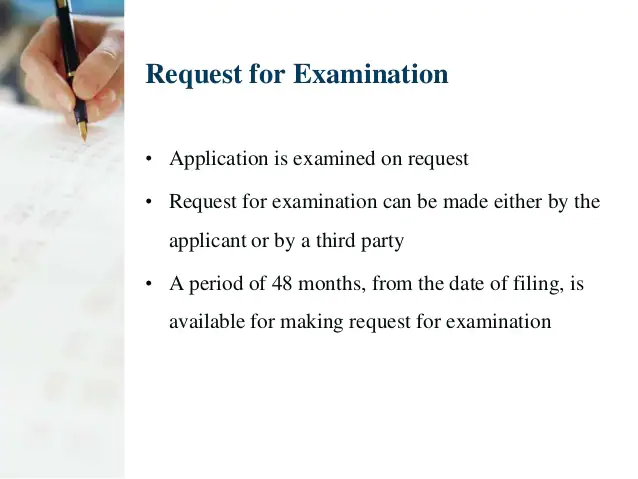 Request for Examination
• Application is examined on request
• Request for examination can be made either by the
applicant or by a third party
• A period of 48 months, from the date of filing, is
available for making request for examination